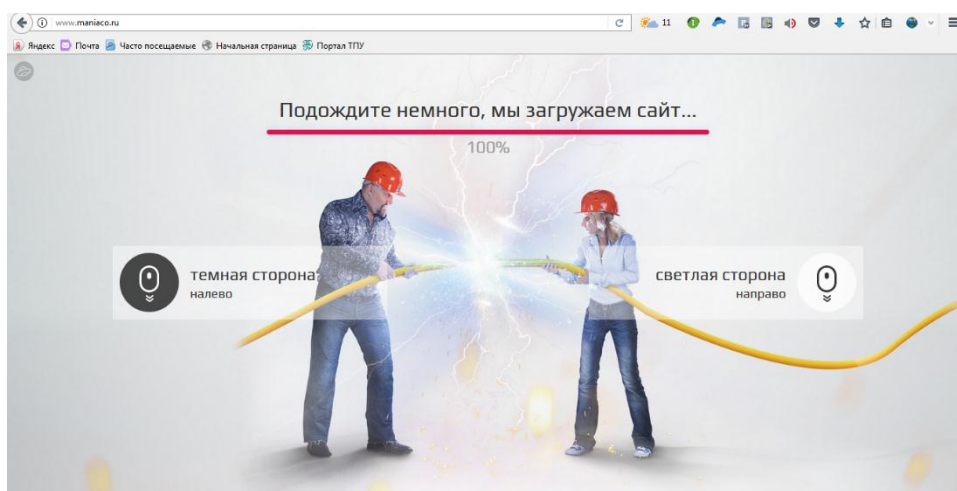 www.maniaco.ru
11
Яндекс Почта Часто посещаемые Начальная страница Портал ТПУ
Подождите немного, мы загружаем сайт...
100%
темная сторона
налево
светлая сторона
направо